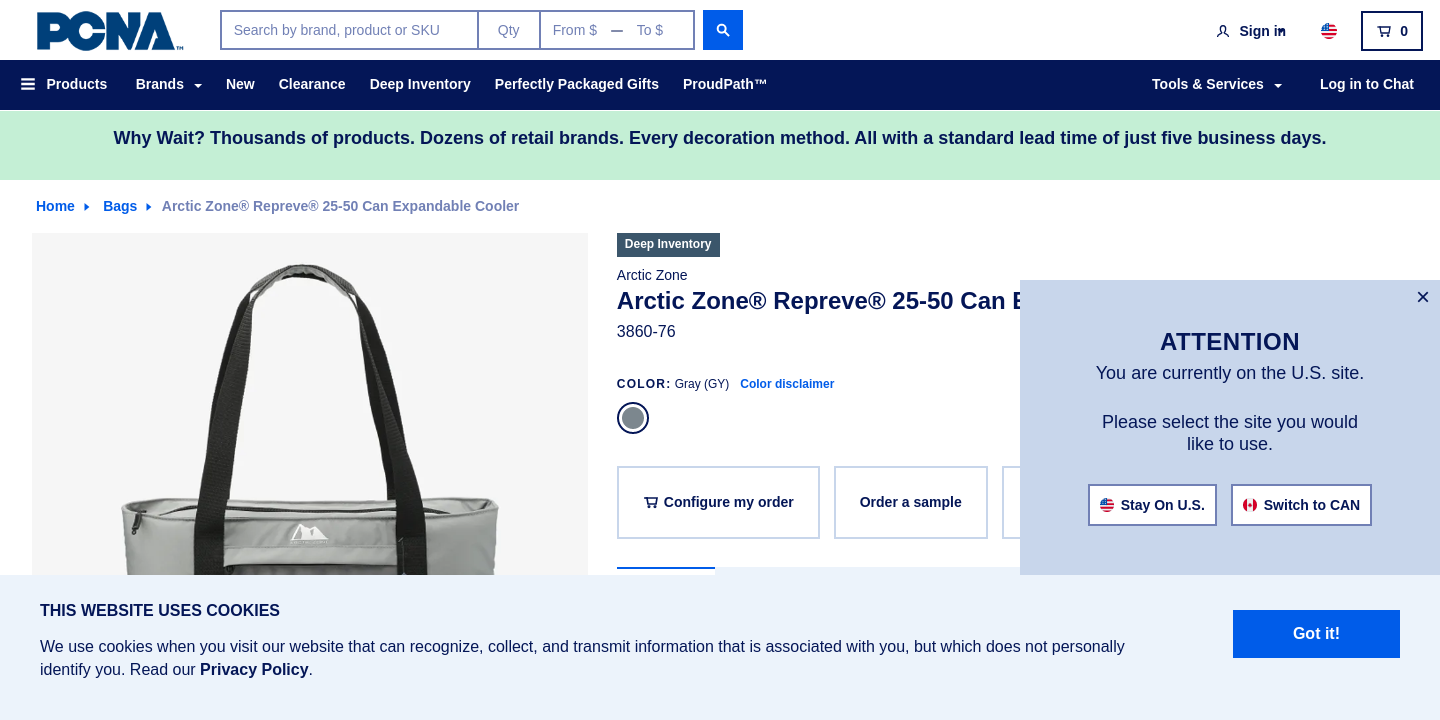 PCNA™
Search by brand, product or SKU
Qty
From $ — To $
Sign in
0
Products
Brands
New
Clearance
Deep Inventory
Perfectly Packaged Gifts
ProudPath™
Tools & Services
Log in to Chat
Why Wait? Thousands of products. Dozens of retail brands. Every decoration method. All with a standard lead time of just five business days.
Home
Bags
Arctic Zone® Repreve® 25-50 Can Expandable Cooler
Deep Inventory
Arctic Zone
Arctic Zone® Repreve® 25-50 Can
3860-76
COLOR: Gray (GY) Color disclaimer
Configure my order
Order a sample
×
ATTENTION
You are currently on the U.S. site.
Please select the site you would
like to use.
Stay On U.S.
Switch to CAN
THIS WEBSITE USES COOKIES
We use cookies when you visit our website that can recognize, collect, and transmit information that is associated with you, but which does not personally
identify you. Read our Privacy Policy.
Got it!